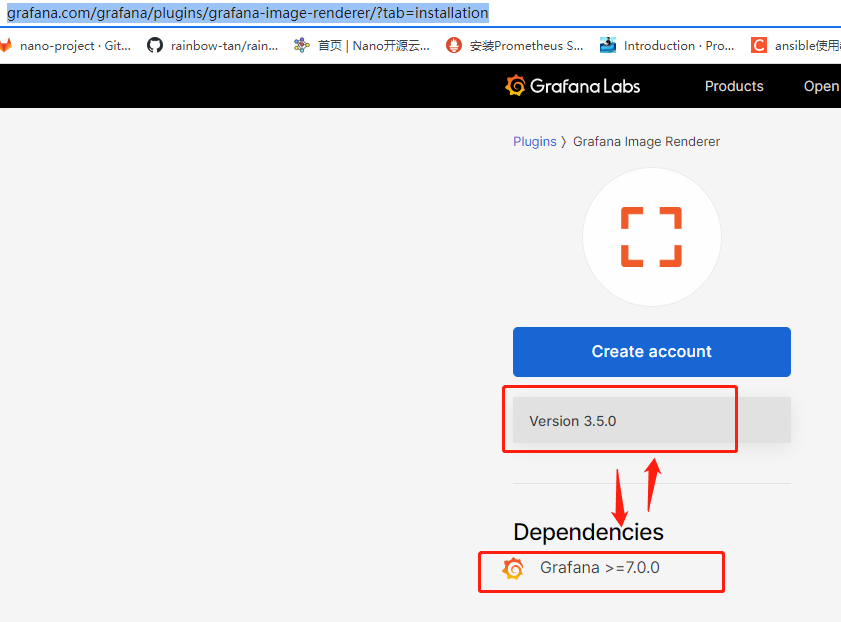 grafana.com/grafana/plugins/grafana-image-renderer/?tab=installation
nano-project · Git... rainbow-tan/rain... 首页 | Nano开源云... 安装Prometheus S... Introduction · Pro... ansible使用
Grafana Labs Products Open
Plugins 〉 Grafana Image Renderer
Create account
Version 3.5.0
Dependencies
Grafana >=7.0.0